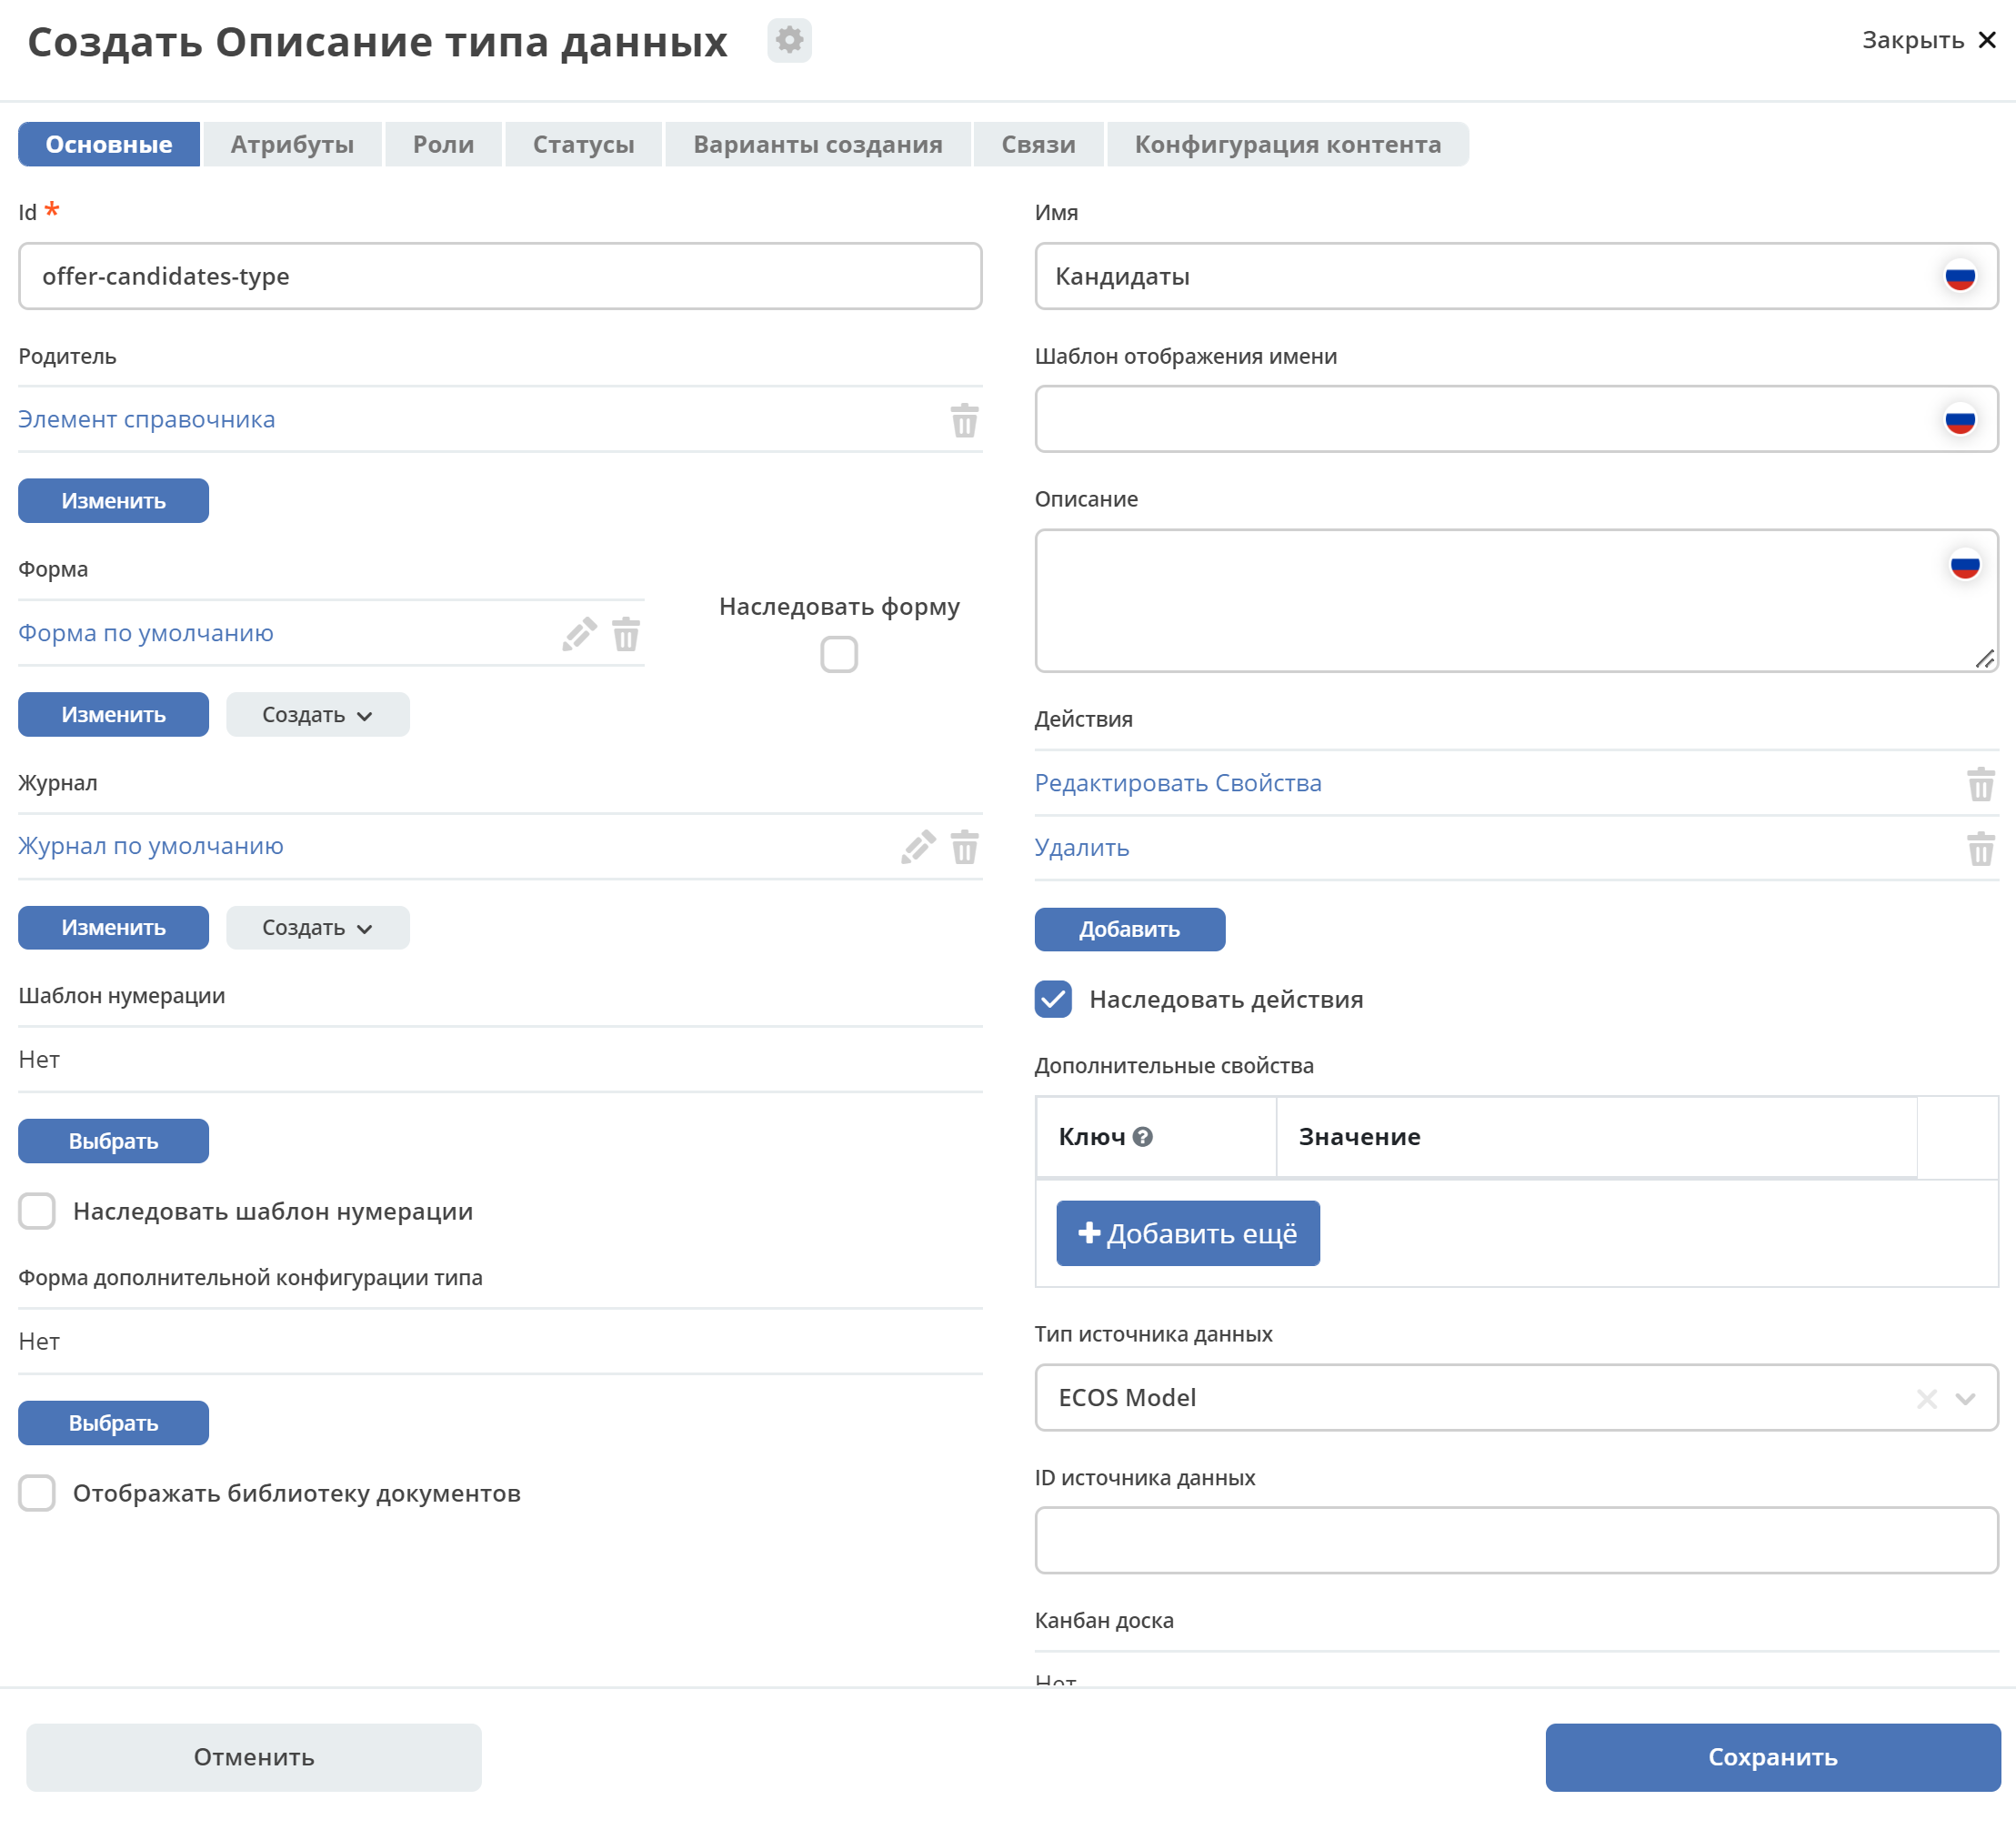 Создать Описание типа данных
Закрыть
Основные
Атрибуты
Роли
Статусы
Варианты создания
Связи
Конфигурация контента
Id *
offer-candidates-type
Родитель
Элемент справочника
Изменить
Форма
Форма по умолчанию
Наследовать форму
Изменить
Создать
Журнал
Журнал по умолчанию
Изменить
Создать
Шаблон нумерации
Нет
Выбрать
Наследовать шаблон нумерации
Форма дополнительной конфигурации типа
Нет
Выбрать
Отображать библиотеку документов
Имя
Кандидаты
Шаблон отображения имени
Описание
Действия
Редактировать Свойства
Удалить
Добавить
Наследовать действия
Дополнительные свойства
Ключ ?
Значение
Добавить ещё
Тип источника данных
ECOS Model
ID источника данных
Канбан доска
Нет
Отменить
Сохранить